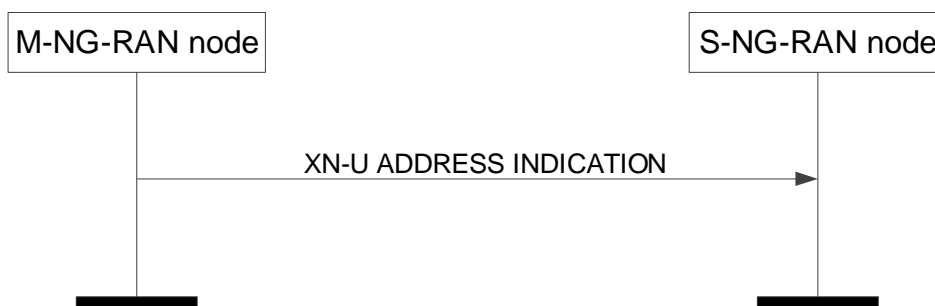 M-NG-RAN node
S-NG-RAN node
XN-U ADDRESS INDICATION